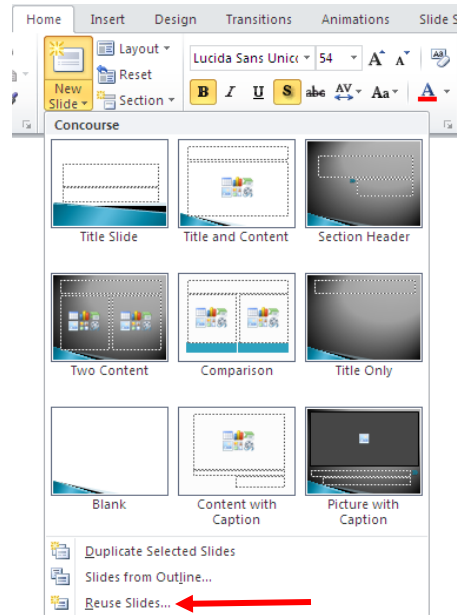 Home Insert Design Transitions Animations Slide S
Layout
Lucida Sans Unic 54 A A
Reset
New
Slide
Section
B I U S abc AV Aa A
Concourse
Title Slide Title and Content Section Header
Two Content Comparison Title Only
Blank Content with Caption Picture with Caption
Duplicate Selected Slides
Slides from Outline...
Reuse Slides...